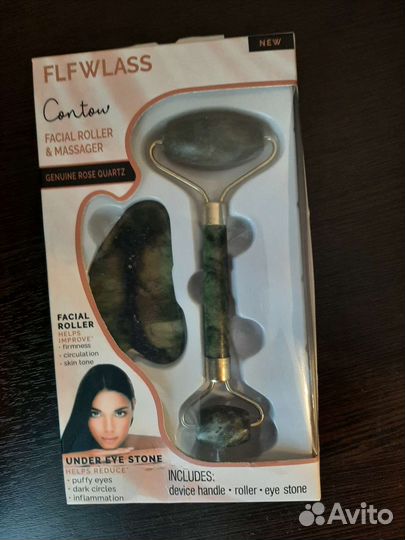 NEW
FLFWLASS
Contour
FACIAL ROLLER
& MASSAGER
GENUINE ROSE QUARTZ
FACIAL
ROLLER
HELPS
IMPROVE*
• firmness
• circulation
• skin tone
UNDER EYE STONE
HELPS REDUCE*
• puffy eyes
• dark circles
• inflammation
INCLUDES:
device handle • roller • eye stone
Avito